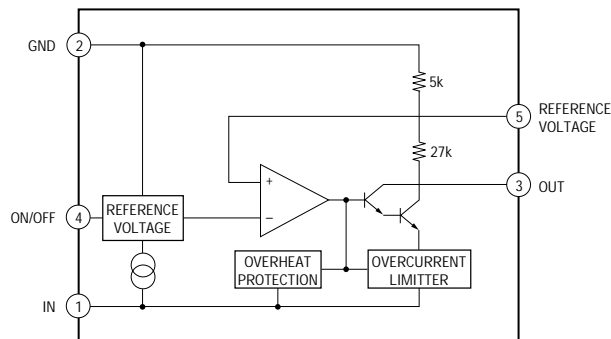 GND
2
5k
5
REFERENCE
VOLTAGE
27k
3
OUT
+
−
ON/OFF
4
REFERENCE
VOLTAGE
OVERHEAT
PROTECTION
OVERCURRENT
LIMITTER
IN
1